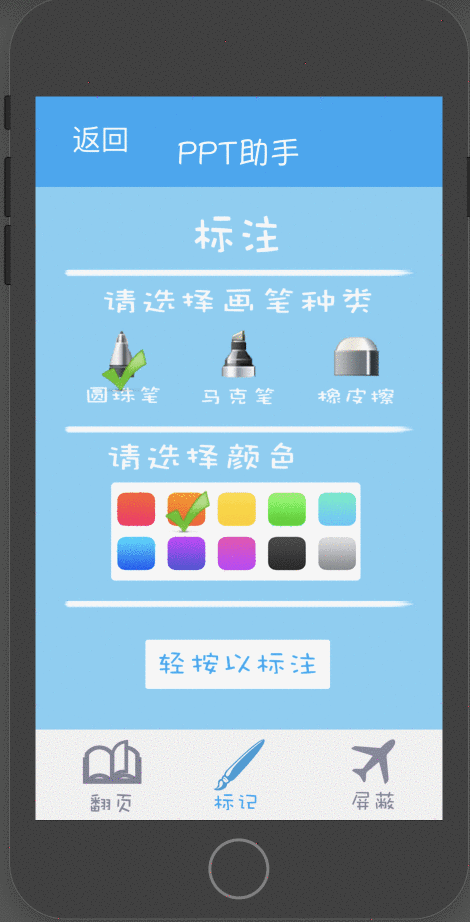 返回
PPT助手
标注
请选择画笔种类
圆珠笔 马克笔 橡皮擦
请选择颜色
轻按以标注
翻页 标记 屏蔽